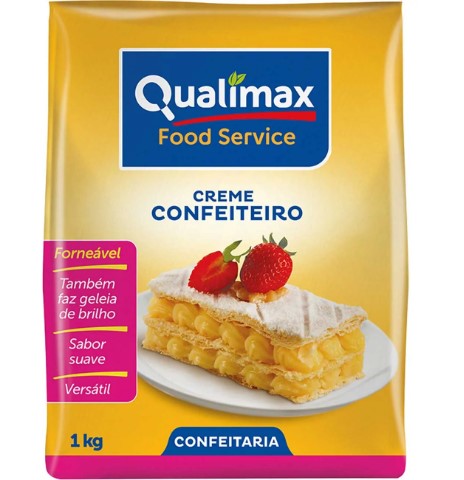 Qualimax
Food Service
CREME
CONFEITEIRO
Forneável
Também
faz geleia
de brilho
Sabor
suave
Versátil
1 kg
CONFEITARIA